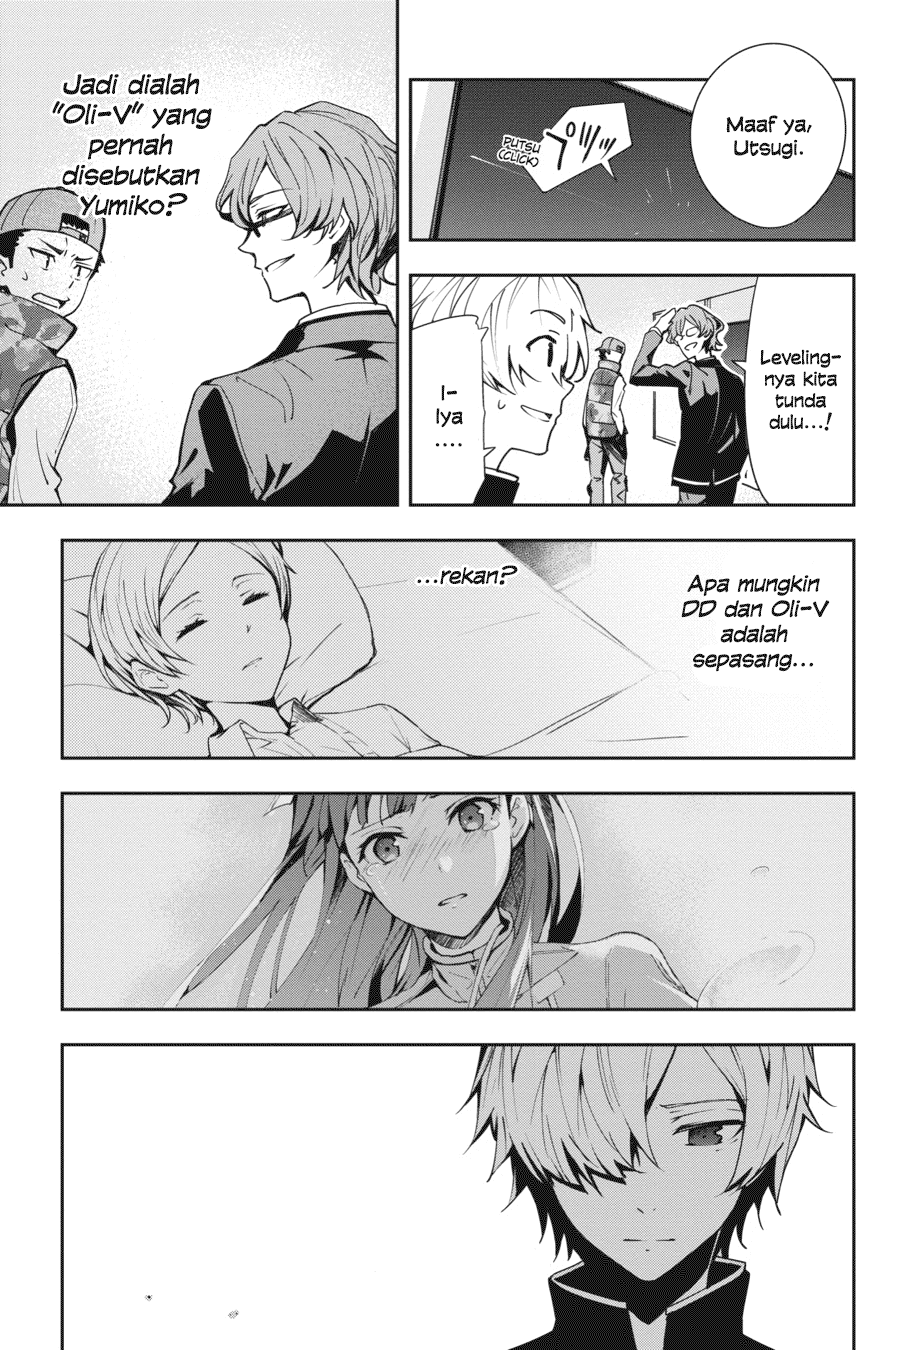 Maaf ya,
Utsugi.
プツッ
PUTSU
(CLICK)
Leveling-
nya kita
tunda
dulu...!
I-
Iya
....
Jadi dialah
"Oli-V" yang
pernah
disebutkan
Yumiko?
Apa mungkin
DD dan Oli-V
adalah
sepasang...
...rekan?